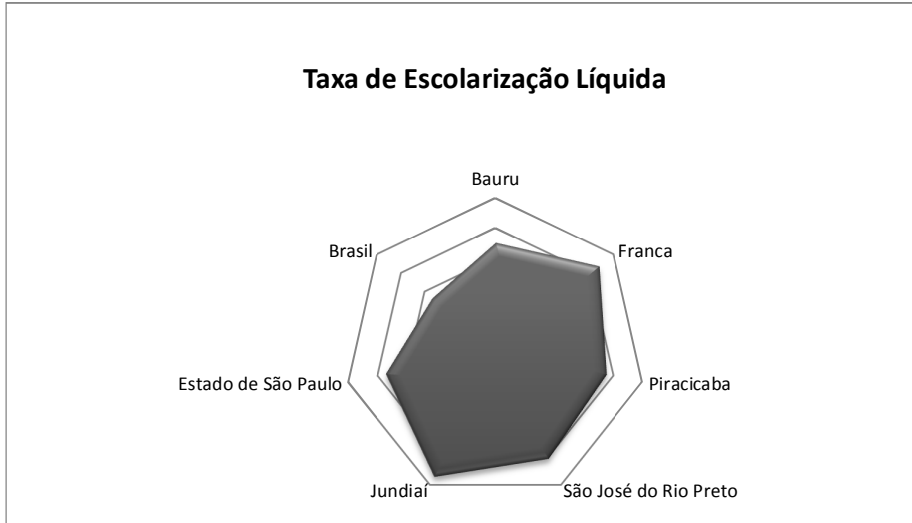 Taxa de Escolarização Líquida
Bauru
Franca
Piracicaba
São José do Rio Preto
Jundiaí
Estado de São Paulo
Brasil